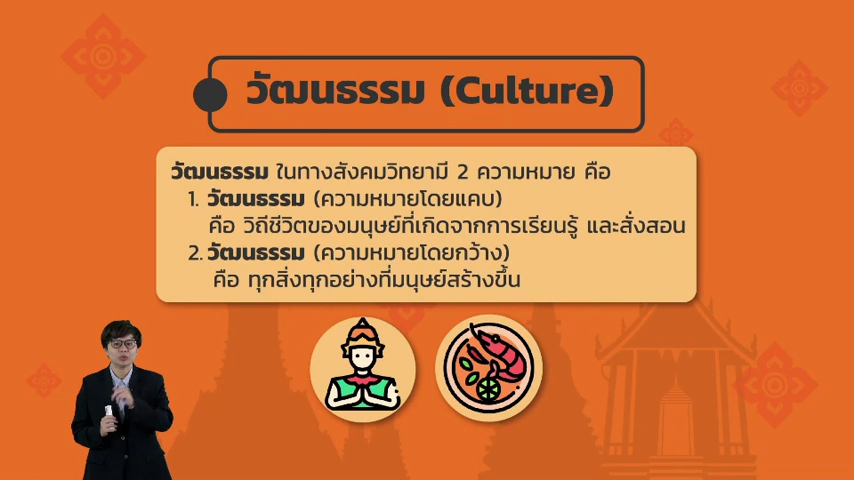 วัฒนธรรม (Culture)
วัฒนธรรม ในทางสังคมวิทยามี 2 ความหมาย คือ
1. วัฒนธรรม (ความหมายโดยแคบ)
คือ วิถีชีวิตของมนุษย์ที่เกิดจากการเรียนรู้ และสั่งสอน
2. วัฒนธรรม (ความหมายโดยกว้าง)
คือ ทุกสิ่งทุกอย่างที่มนุษย์สร้างขึ้น